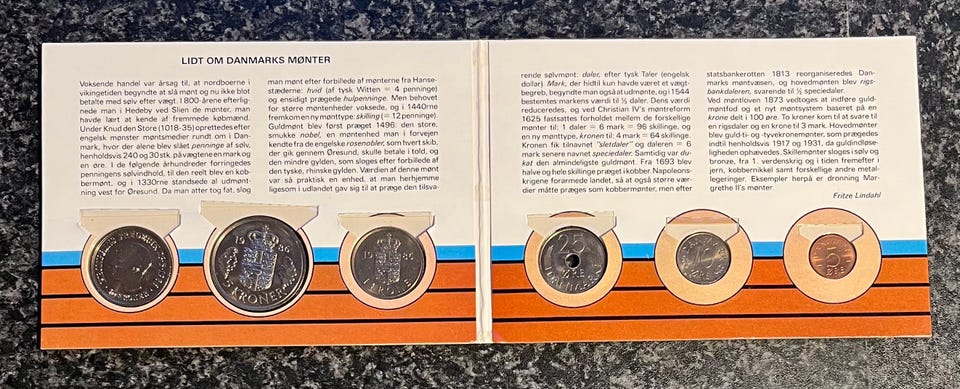 LIDT OM DANMARKS MØNTER
Voksende handel var årsag til, at nordboerne i
vikingetiden begyndte at slå mønt og nu ikke blot
betalte med sølv efter vægt. I 800-årene efterlig-
nede man i Hedeby ved Slien de mønter, man
havde lært at kende af fremmede købmænd.
Under Knud den Store (1018-35) oprettedes efter
engelsk mønster møntsmedier rundt om i Dan-
mark, hvor der alene blev slået penninge af sølv,
henholdsvis 240 og 30 stk. på vægtene en mark og
en øre. I de følgende århundreder forringedes
penningens sølvindhold, til den reelt blev en kob-
bermønt, og i 1330rne standsede al udmønt-
ning vest for Øresund. Da man atter tog fat, slog
man mønt efter forbillede af mønterne fra Hanse-
stæderne: hvid (af tysk Witten = 4 penninge)
og ensidigt prægede hulpenninge. Men behovet
for større møntenheder voksede, og i 1440rne
fremkom en ny mønttype: skilling (= 12 penninge).
Guldmønt blev først præget 1496: den store,
smukke nobel, en møntenhed man i forvejen
kendte fra de engelske rosenobler, som hvert skib,
der gik gennem Øresund, skulle betale i told, og
den mindre gylden, som sloges efter forbillede af
den tyske, rhinske gylden. Værdien af denne mønt
var så praktisk en enhed, at man herhjemme
ligesom i udlandet gav sig til at præge den tilsva-
rende sølvmønt: daler, efter tysk Taler (engelsk
dollar). Mark, der hidtil kun havde været et vægt-
begreb, begyndte man også at udmønte, og i 1544
bestemtes markens værdi til ⅓ daler. Dens værdi
reduceredes, og ved Christian IV's møntreform
1625 fastsattes forholdet mellem de forskellige
mønter til: 1 daler = 6 mark = 96 skillinge, og
en ny mønttype, kronen til 4 mark = 64 skillinge.
Kronen fik tilnavnet "sletdaler" og daleren = 6
mark senere navnet speciedaler. Samtidig var du-
kat den almindeligste guldmønt. Fra 1693 blev
halve og hele skillinge præget i kobber. Napoleons-
krigene forarmede landet, så at også større vær-
dier måtte præges som kobbermønter, men efter
statsbankerotten 1813 reorganiseredes Dan-
marks møntvæsen, og hovedmønten blev rigs-
bankdaleren, svarende til ½ speciedaler.
Ved møntloven 1873 vedtoges at indføre guld-
møntfod og et nyt møntsystem baseret på en
krone delt i 100 øre. To kroner kom til at svare til
en rigsdaler og en krone til 3 mark. Hovedmønter
blev guld-ti- og -tyvekronemønter, som prægedes
indtil henholdsvis 1917 og 1931, da guldindløse-
ligheden ophævedes. Skillemønter sloges i sølv og
bronze, fra 1. verdenskrig og i tiden fremefter i
jern, kobbernikkel samt forskellige andre metal-
legeringer. Eksempler herpå er dronning Mar-
grethe II's mønter.
Fritze Lindahl
1986
5 KRONER
1986
1 KRONE
25
ØRE
DANMARK
10
ØRE
5
ØRE